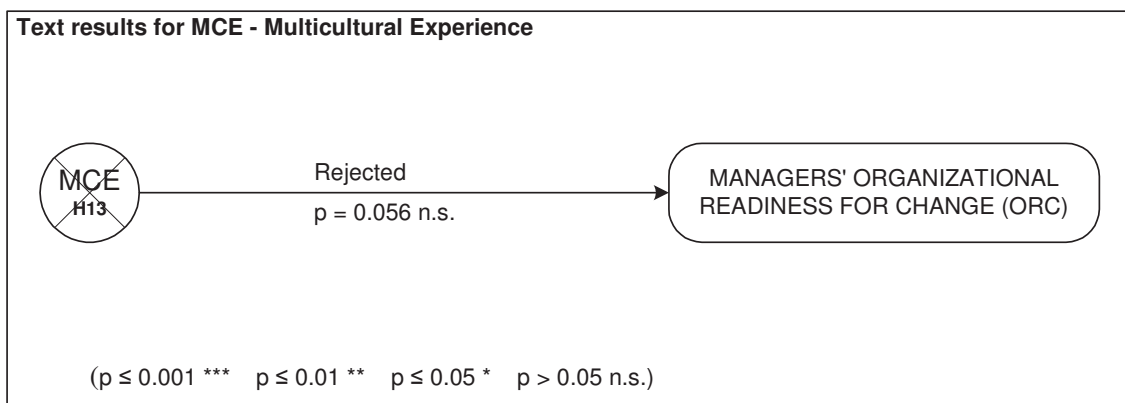 Text results for MCE - Multicultural Experience
MCE
H13
Rejected
p = 0.056 n.s.
MANAGERS' ORGANIZATIONAL
READINESS FOR CHANGE (ORC)
(p ≤ 0.001 *** p ≤ 0.01 ** p ≤ 0.05 * p > 0.05 n.s.)